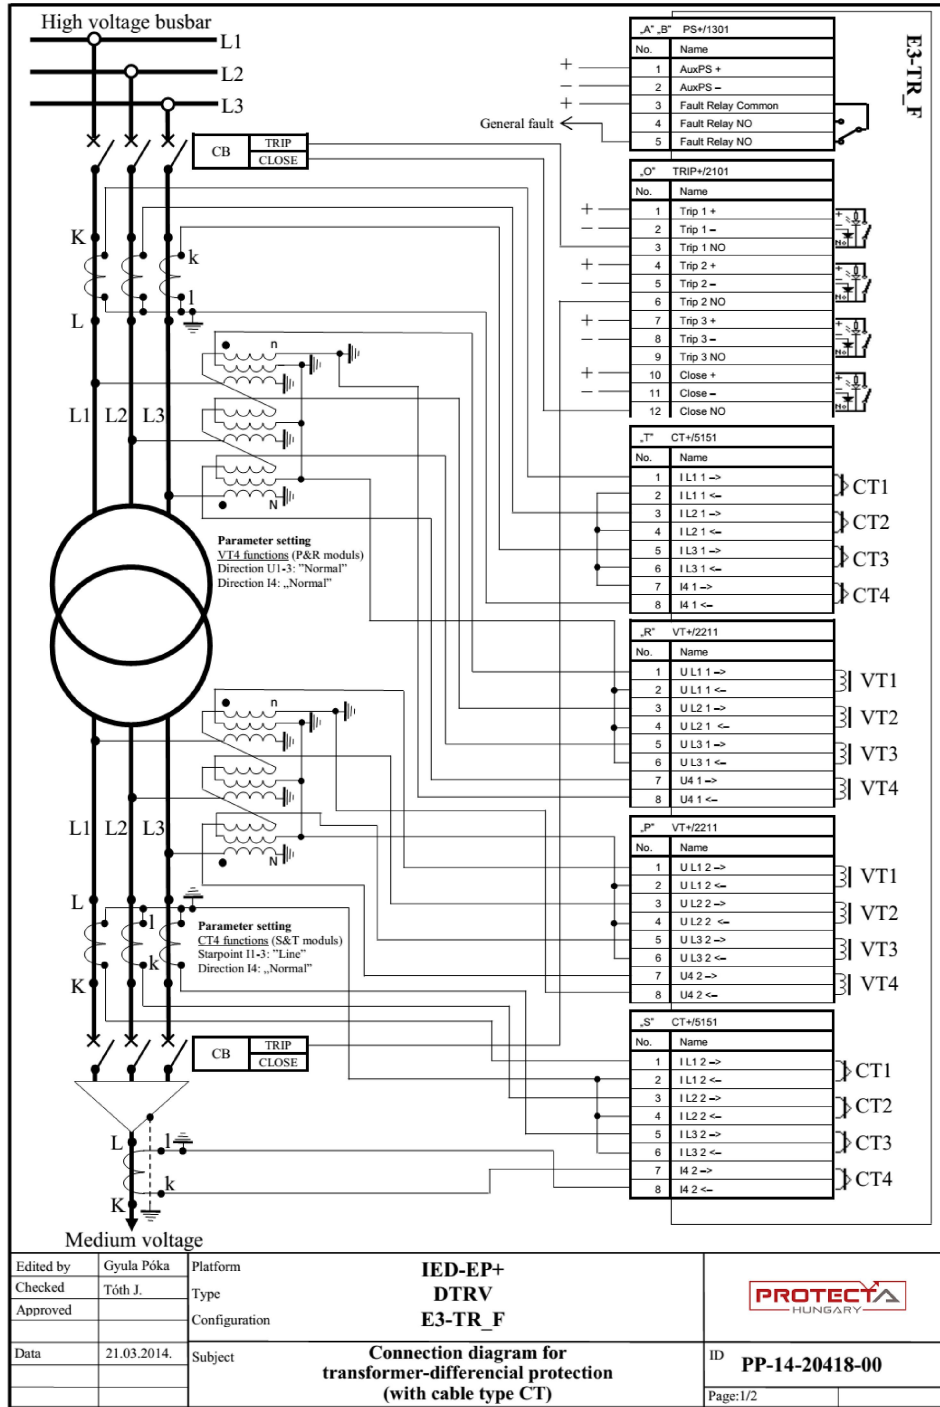 High voltage busbar
L1
L2
L3
CB
TRIP
CLOSE
K
k
l
L
n
L1 L2 L3
N
Parameter setting
VT4 functions (P&R moduls)
Direction U1-3: "Normal"
Direction I4: „Normal"
n
L1 L2 L3
N
L
l
k
K
Parameter setting
CT4 functions (S&T moduls)
Starpoint I1-3: "Line"
Direction I4: „Normal"
CB
TRIP
CLOSE
L
l
k
K
Medium voltage
E3-TR_F
„A" „B" PS+/1301
No. Name
+ 1 AuxPS +
– 2 AuxPS –
+ 3 Fault Relay Common
General fault 4 Fault Relay NO
5 Fault Relay NO
„O" TRIP+/2101
No. Name
+ 1 Trip 1 +
– 2 Trip 1 –
3 Trip 1 NO
+ 4 Trip 2 +
– 5 Trip 2 –
6 Trip 2 NO
+ 7 Trip 3 +
– 8 Trip 3 –
9 Trip 3 NO
+ 10 Close +
– 11 Close –
12 Close NO
„T" CT+/5151
No. Name
1 I L1 1 –>
2 I L1 1 <–
3 I L2 1 –>
4 I L2 1 <–
5 I L3 1 –>
6 I L3 1 <–
7 I4 1 –>
8 I4 1 <–
CT1
CT2
CT3
CT4
„R" VT+/2211
No. Name
1 U L1 1 –>
2 U L1 1 <–
3 U L2 1 –>
4 U L2 1 <–
5 U L3 1 –>
6 U L3 1 <–
7 U4 1 –>
8 U4 1 <–
VT1
VT2
VT3
VT4
„P" VT+/2211
No. Name
1 U L1 2 –>
2 U L1 2 <–
3 U L2 2 –>
4 U L2 2 <–
5 U L3 2 –>
6 U L3 2 <–
7 U4 2 –>
8 U4 2 <–
VT1
VT2
VT3
VT4
„S" CT+/5151
No. Name
1 I L1 2 –>
2 I L1 2 <–
3 I L2 2 –>
4 I L2 2 <–
5 I L3 2 –>
6 I L3 2 <–
7 I4 2 –>
8 I4 2 <–
CT1
CT2
CT3
CT4
Edited by Gyula Póka
Checked Tóth J.
Approved
Data 21.03.2014.
Platform IED-EP+
Type DTRV
Configuration E3-TR_F
Subject Connection diagram for
transformer-differencial protection
(with cable type CT)
PROTECTA
HUNGARY
ID PP-14-20418-00
Page:1/2